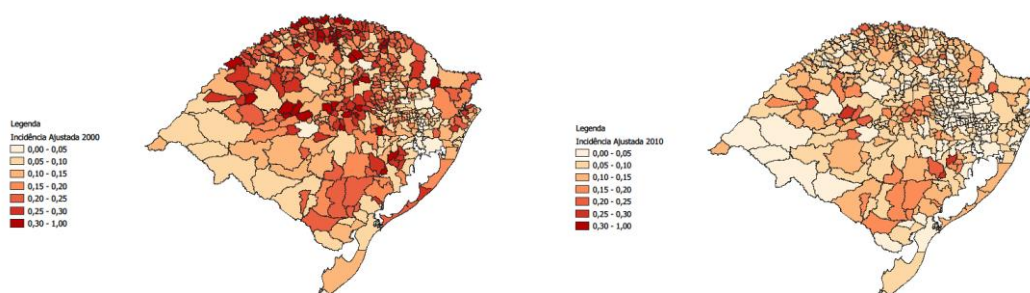 Legenda
Incidência Ajustada 2000
0,00 - 0,05
0,05 - 0,10
0,10 - 0,15
0,15 - 0,20
0,20 - 0,25
0,25 - 0,30
0,30 - 1,00
Legenda
Incidência Ajustada 2010
0,00 - 0,05
0,05 - 0,10
0,10 - 0,15
0,15 - 0,20
0,20 - 0,25
0,25 - 0,30
0,30 - 1,00